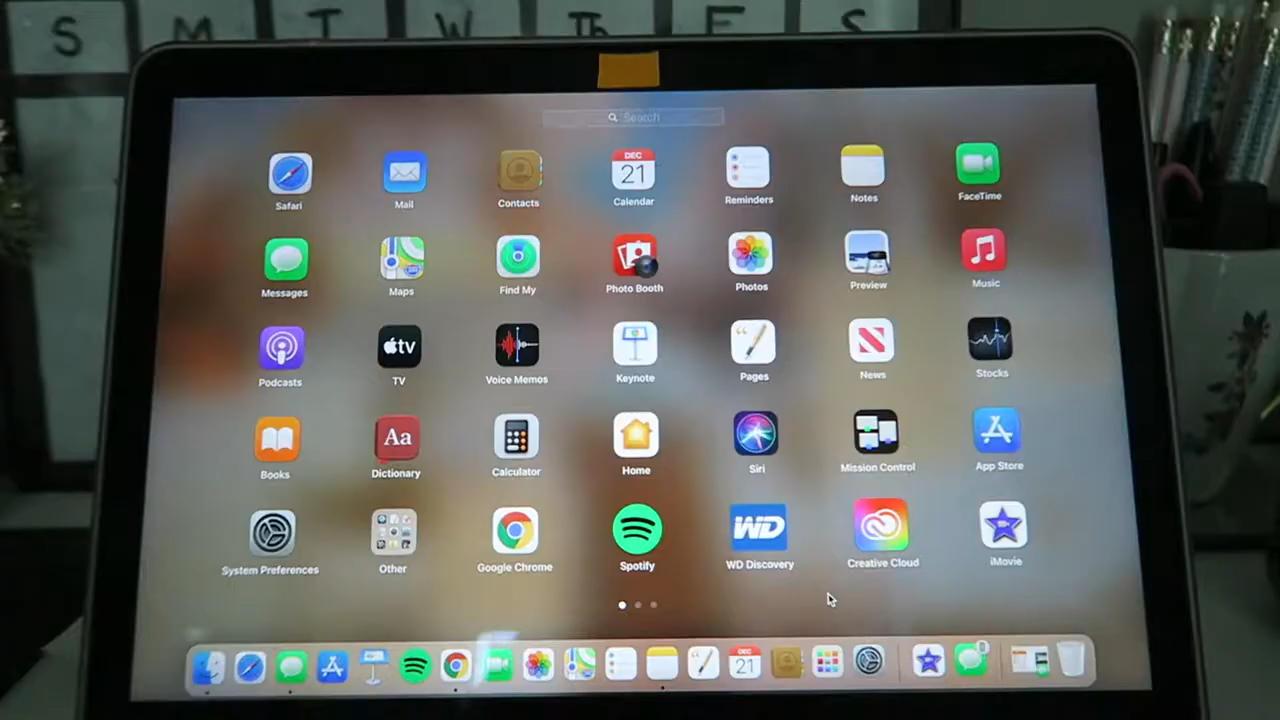 S M T W Th F S
Search
DEC
21
Safari Mail Contacts Calendar Reminders Notes FaceTime
Messages Maps Find My Photo Booth Photos Preview Music
tv
Podcasts TV Voice Memos Keynote Pages News Stocks
Aa
Books Dictionary Calculator Home Siri Mission Control App Store
WD
System Preferences Other Google Chrome Spotify WD Discovery Creative Cloud iMovie
DEC
21